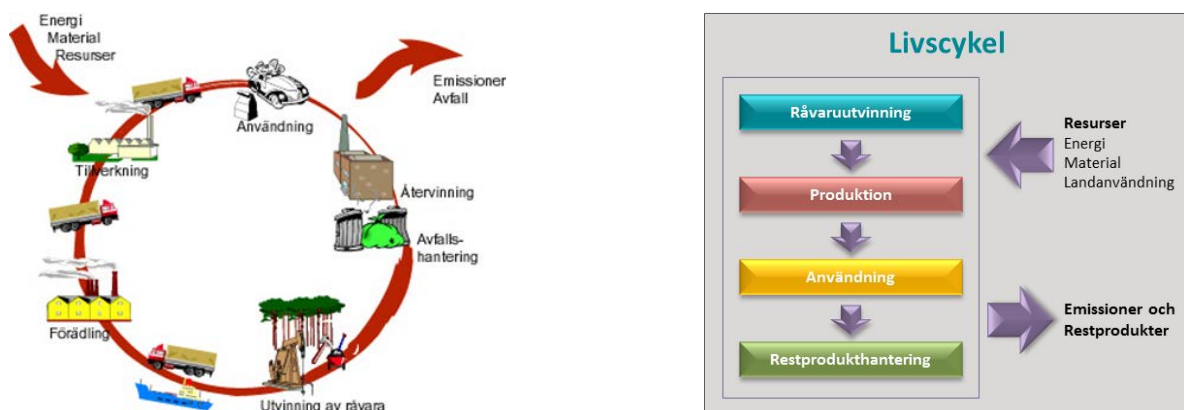 Energi
Material
Resurser
Emissioner
Avfall
Användning
Tillverkning
Återvinning
Avfalls-
hantering
Förädling
Utvinning av råvara
Livscykel
Råvaruutvinning
Produktion
Användning
Restprodukthantering
Resurser
Energi
Material
Landanvändning
Emissioner och
Restprodukter